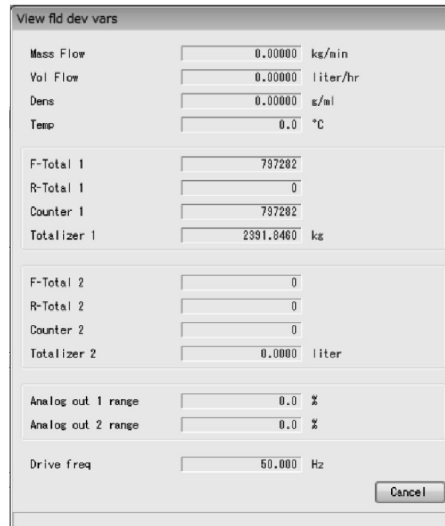 View fld dev vars
Mass Flow 0.00000 kg/min
Vol Flow 0.00000 liter/hr
Dens 0.00000 g/ml
Temp 0.0 °C
F-Total 1 797282
R-Total 1 0
Counter 1 797282
Totalizer 1 2391.8460 kg
F-Total 2 0
R-Total 2 0
Counter 2 0
Totalizer 2 0.0000 liter
Analog out 1 range 0.0 %
Analog out 2 range 0.0 %
Drive freq 50.000 Hz
Cancel